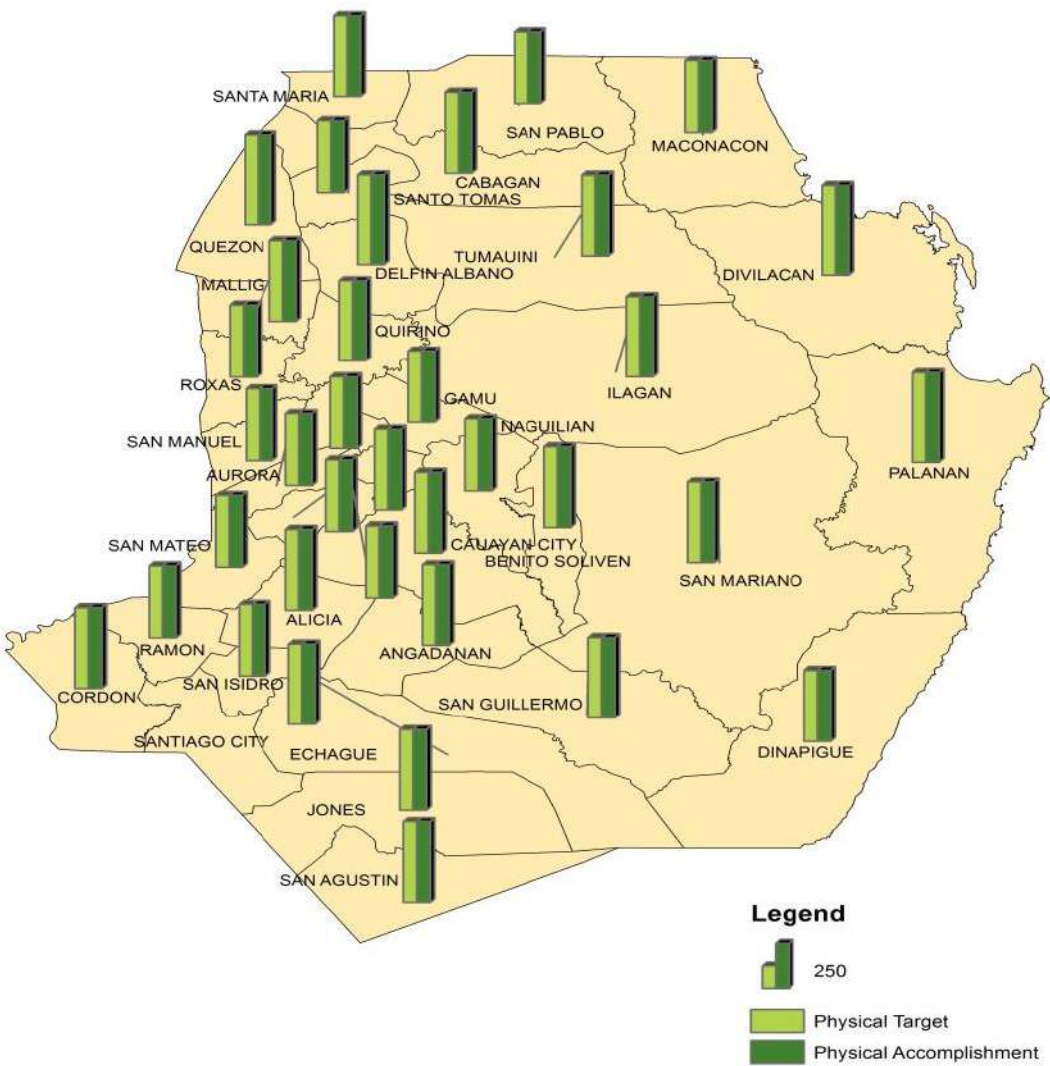 SANTA MARIA
SAN PABLO
MACONACON
CABAGAN
SANTO TOMAS
QUEZON
TUMAUINI
DELFIN ALBANO
DIVILACAN
MALLIG
QUIRINO
ROXAS
ILAGAN
GAMU
NAGUILIAN
SAN MANUEL
AURORA
PALANAN
SAN MATEO
CAUAYAN CITY
BENITO SOLIVEN
SAN MARIANO
ALICIA
RAMON
ANGADANAN
CORDON
SAN ISIDRO
SAN GUILLERMO
SANTIAGO CITY
ECHAGUE
DINAPIGUE
JONES
SAN AGUSTIN
Legend
250
Physical Target
Physical Accomplishment